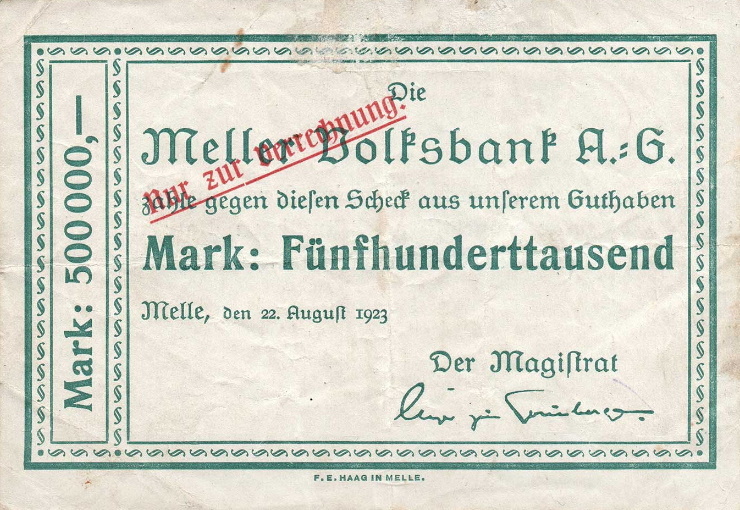 Mark: 500000,—
Die
Meller Volksbank A.=G.
Nur zur Verrechnung.
zahle gegen diesen Scheck aus unserem Guthaben
Mark: Fünfhunderttausend
Melle, den 22. August 1923
Der Magistrat
F. E. HAAG IN MELLE.